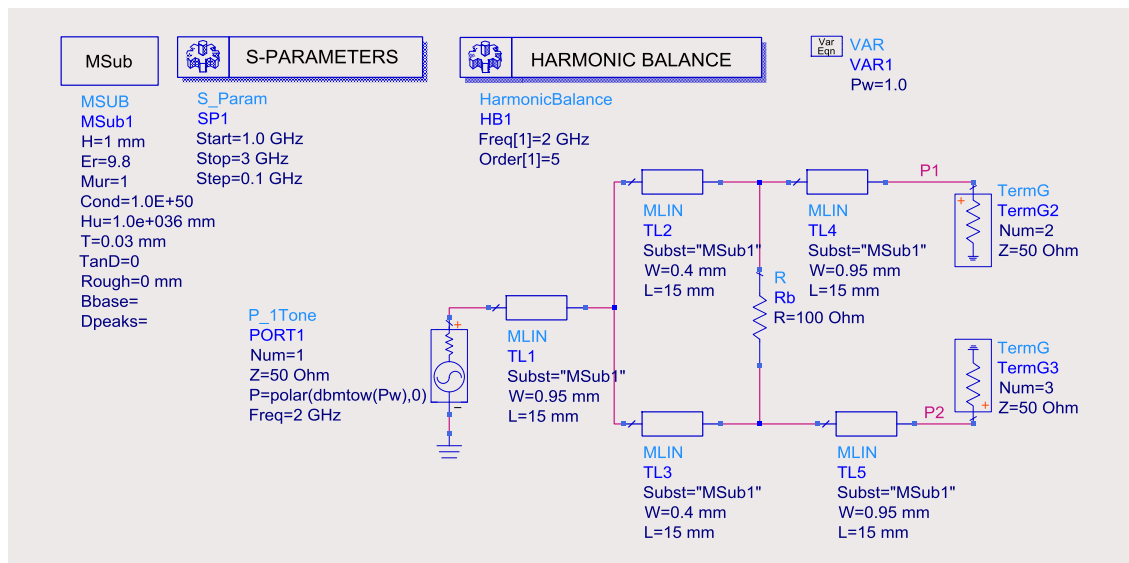 MSub
MSUB
MSub1
H=1 mm
Er=9.8
Mur=1
Cond=1.0E+50
Hu=1.0e+036 mm
T=0.03 mm
TanD=0
Rough=0 mm
Bbase=
Dpeaks=
S-PARAMETERS
S_Param
SP1
Start=1.0 GHz
Stop=3 GHz
Step=0.1 GHz
HARMONIC BALANCE
HarmonicBalance
HB1
Freq[1]=2 GHz
Order[1]=5
Var
Eqn
VAR
VAR1
Pw=1.0
P_1Tone
PORT1
Num=1
Z=50 Ohm
P=polar(dbmtow(Pw),0)
Freq=2 GHz
+
−
MLIN
TL1
Subst="MSub1"
W=0.95 mm
L=15 mm
MLIN
TL2
Subst="MSub1"
W=0.4 mm
L=15 mm
MLIN
TL4
Subst="MSub1"
W=0.95 mm
L=15 mm
P1
+
TermG
TermG2
Num=2
Z=50 Ohm
R
Rb
R=100 Ohm
MLIN
TL3
Subst="MSub1"
W=0.4 mm
L=15 mm
MLIN
TL5
Subst="MSub1"
W=0.95 mm
L=15 mm
P2
+
TermG
TermG3
Num=3
Z=50 Ohm